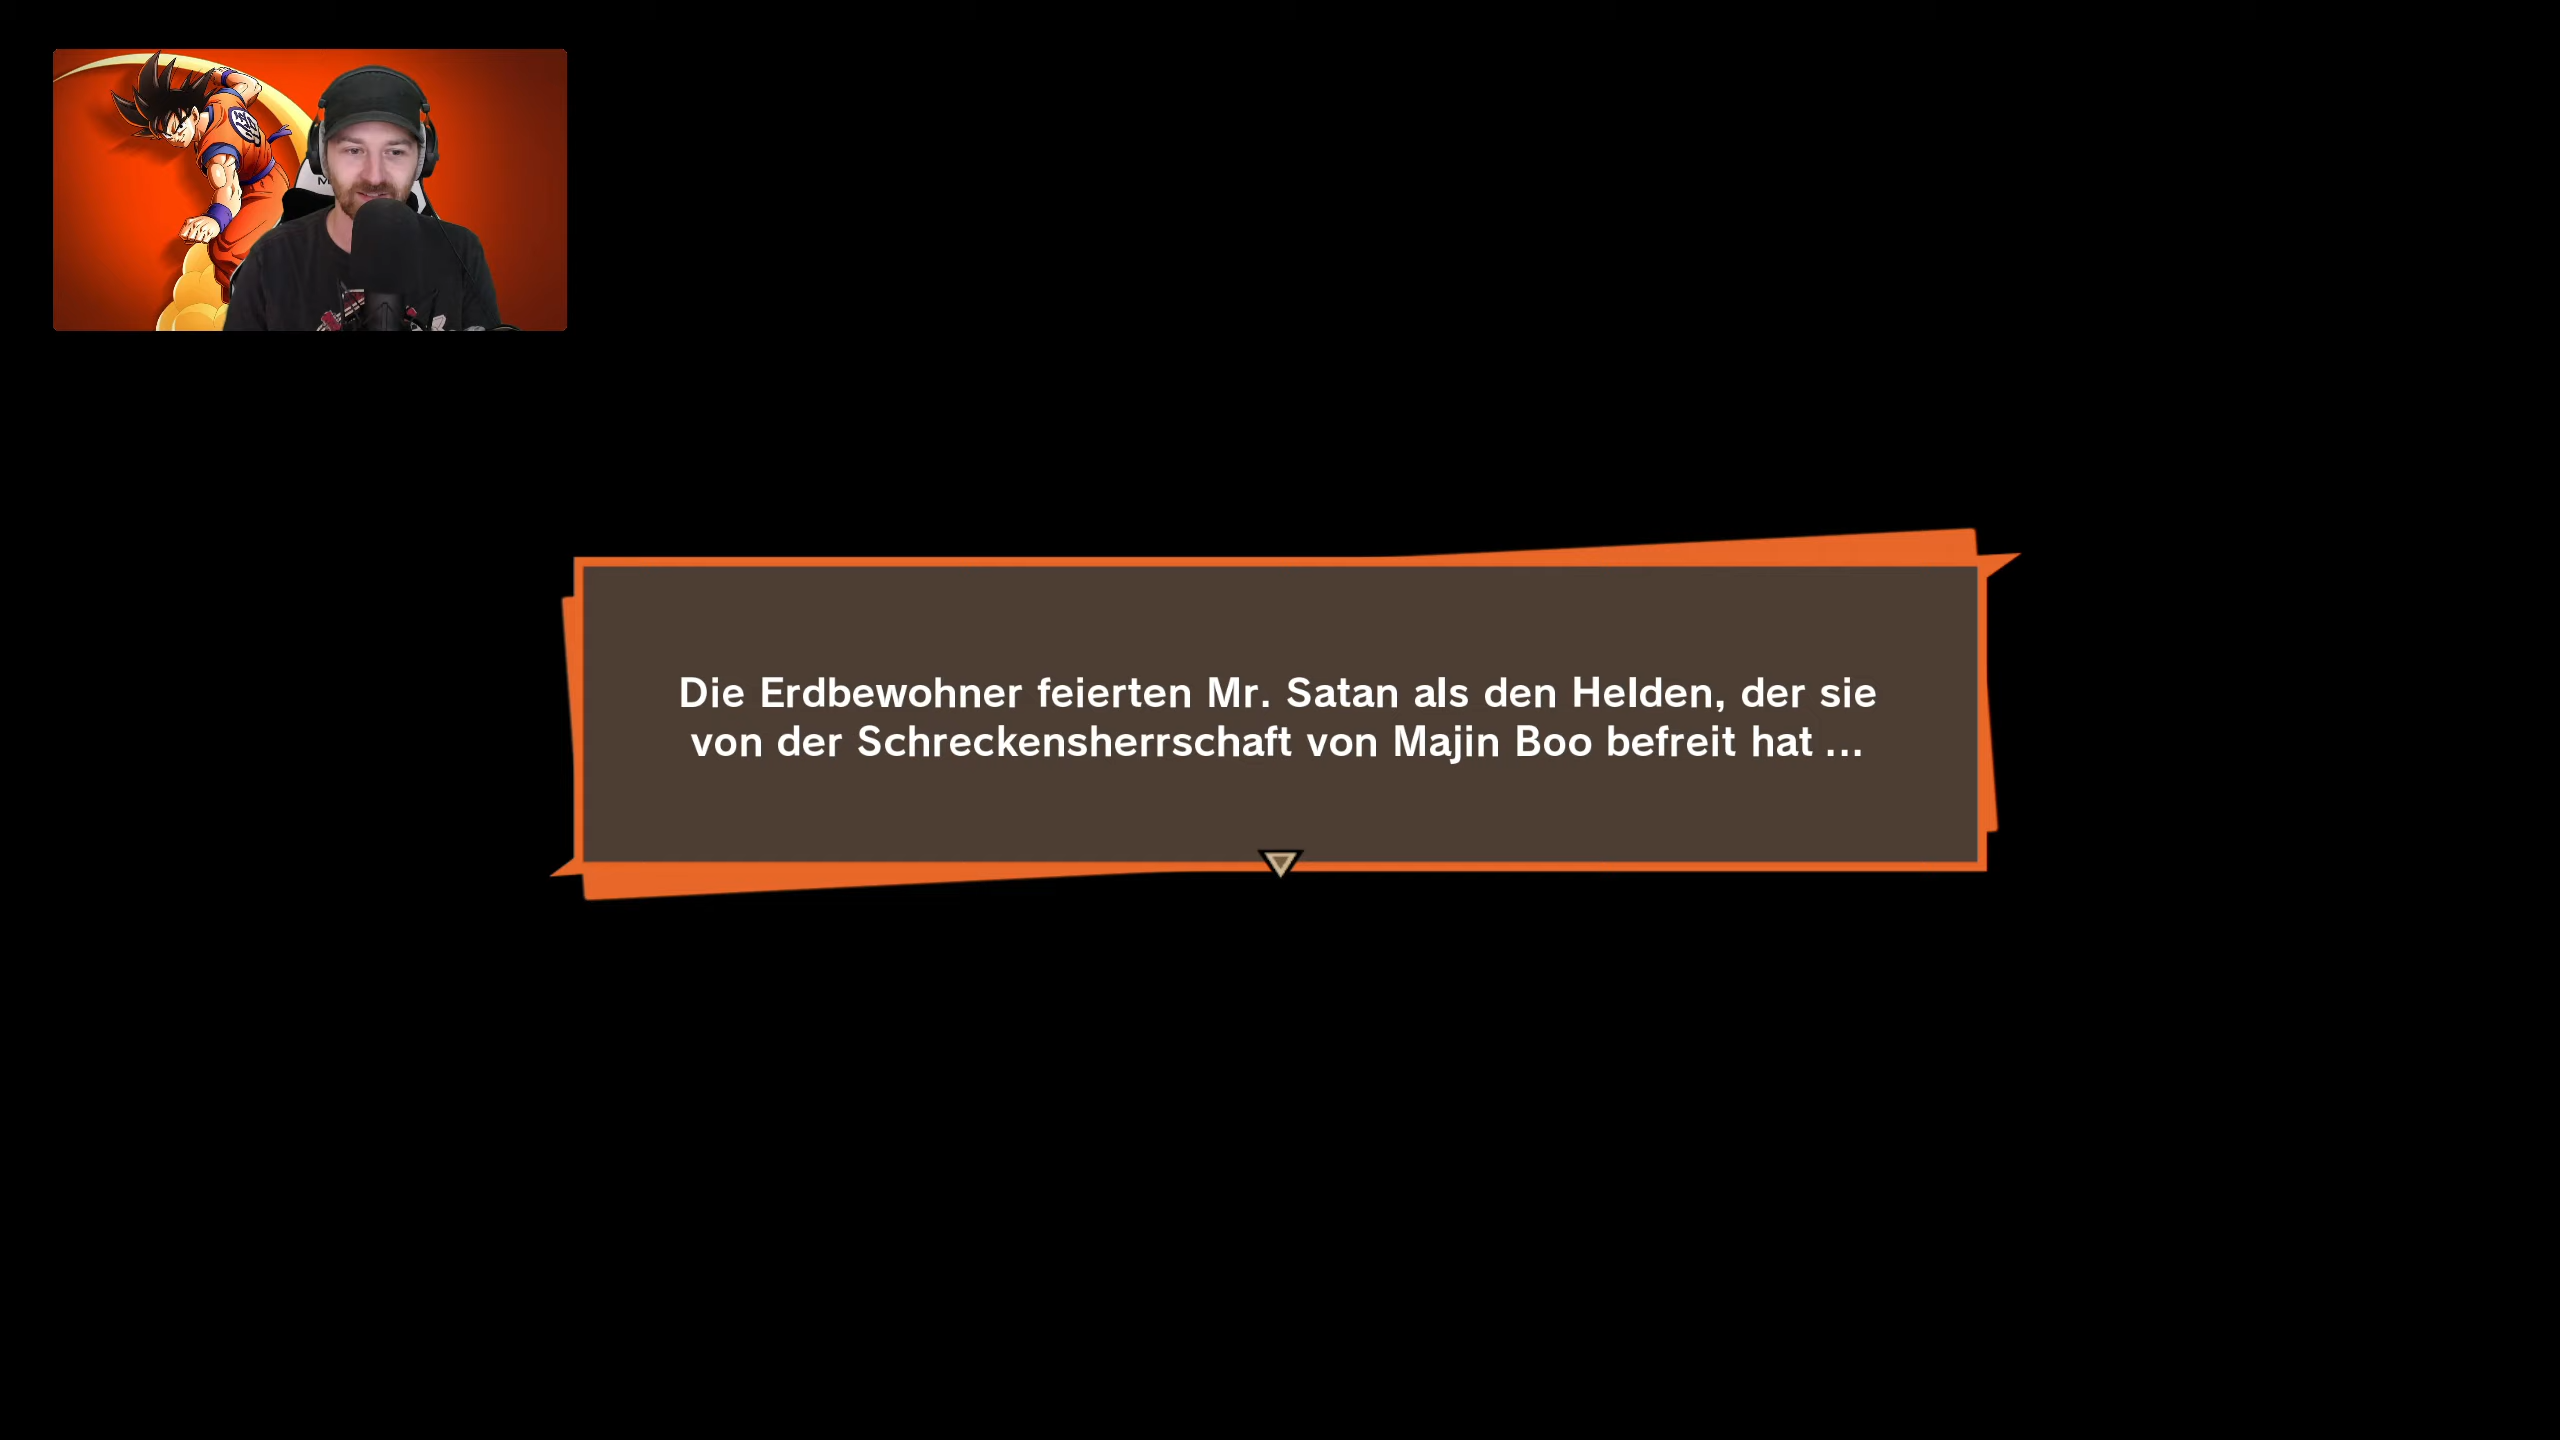 Die Erdbewohner feierten Mr. Satan als den Helden, der sie
von der Schreckensherrschaft von Majin Boo befreit hat ...